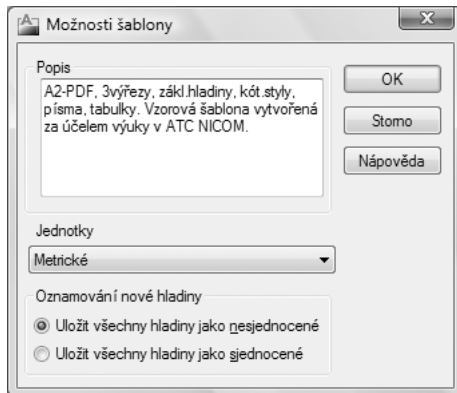 Možnosti šablony
Popis
A2-PDF, 3výřezy, zákl.hladiny, kót.styly,
písma, tabulky. Vzorová šablona vytvořená
za účelem výuky v ATC NICOM.
OK
Storno
Nápověda
Jednotky
Metrické
Oznamování nové hladiny
Uložit všechny hladiny jako nesjednocené
Uložit všechny hladiny jako sjednocené